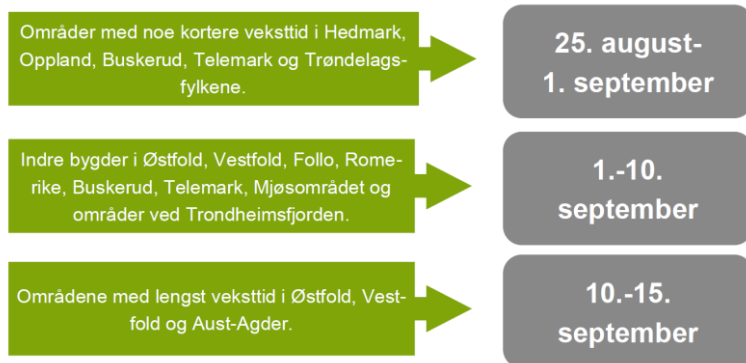 Områder med noe kortere veksttid i Hedmark,
Oppland, Buskerud, Telemark og Trøndelags-
fylkene.
25. august-
1. september
Indre bygder i Østfold, Vestfold, Follo, Rome-
rike, Buskerud, Telemark, Mjøsområdet og
områder ved Trondheimsfjorden.
1.-10.
september
Områdene med lengst veksttid i Østfold, Vest-
fold og Aust-Agder.
10.-15.
september